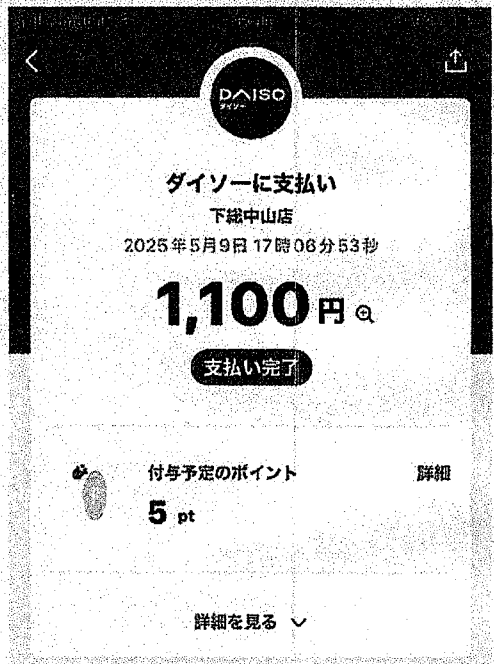 DAISO
ダイソー
ダイソーに支払い
下総中山店
2025年5月9日 17時06分53秒
1,100円
支払い完了
付与予定のポイント
詳細
5 pt
詳細を見る